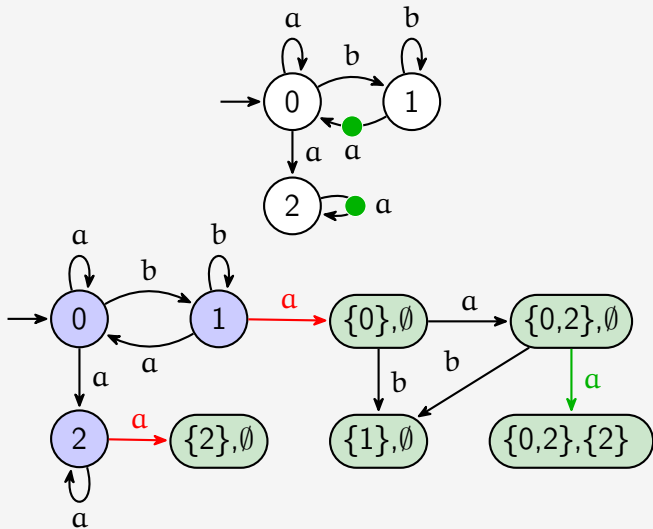 a b
b
0 1
a
a
2 a
a b
b
a a
0 1 {0},∅ {0,2},∅
a
a b b a
a
2 {2},∅ {1},∅ {0,2},{2}
a